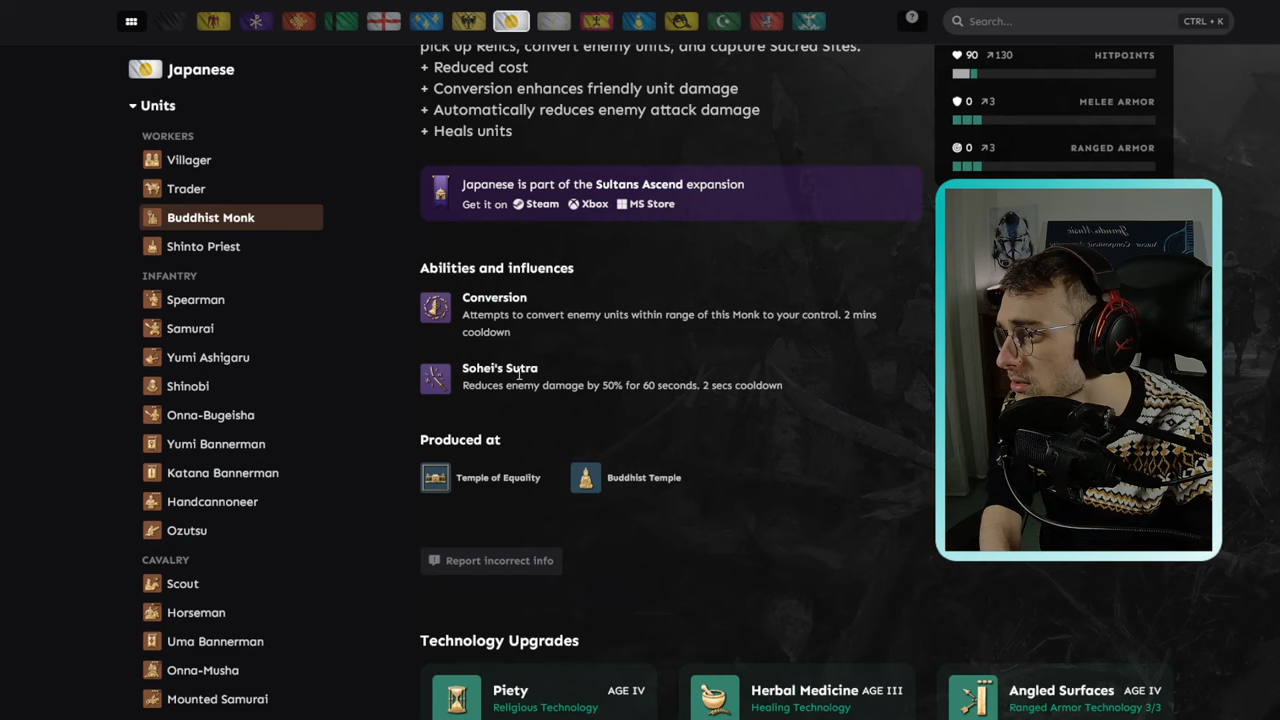 ?
Search...
CTRL + K
Japanese
Units
WORKERS
Villager
Trader
Buddhist Monk
Shinto Priest
INFANTRY
Spearman
Samurai
Yumi Ashigaru
Shinobi
Onna-Bugeisha
Yumi Bannerman
Katana Bannerman
Handcannoneer
Ozutsu
CAVALRY
Scout
Horseman
Uma Bannerman
Onna-Musha
Mounted Samurai
pick up Relics, convert enemy units, and capture Sacred Sites.
+ Reduced cost
+ Conversion enhances friendly unit damage
+ Automatically reduces enemy attack damage
+ Heals units
Japanese is part of the Sultans Ascend expansion
Get it on Steam Xbox MS Store
Abilities and influences
Conversion
Attempts to convert enemy units within range of this Monk to your control. 2 mins
cooldown
Sohei's Sutra
Reduces enemy damage by 50% for 60 seconds. 2 secs cooldown
Produced at
Temple of Equality
Buddhist Temple
Report incorrect info
Technology Upgrades
Piety AGE IV
Religious Technology
Herbal Medicine AGE III
Healing Technology
Angled Surfaces AGE IV
Ranged Armor Technology 3/3
90 ↗130 HITPOINTS
0 ↗3 MELEE ARMOR
0 ↗3 RANGED ARMOR